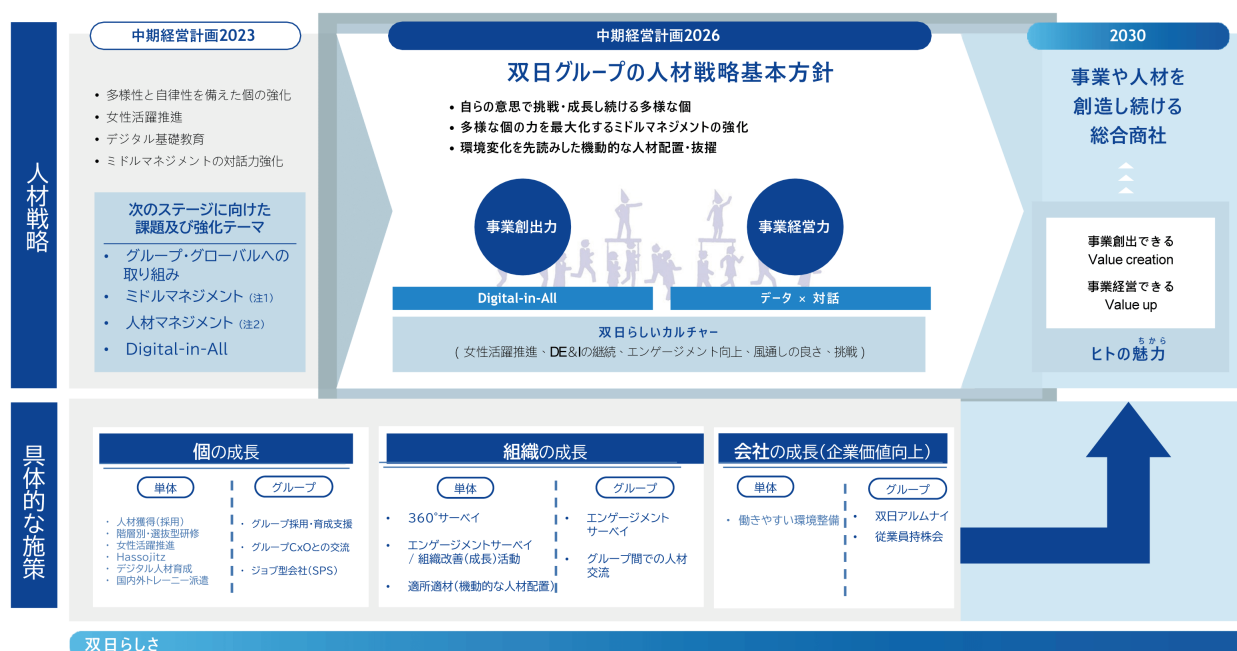 人材戦略
中期経営計画2023
• 多様性と自律性を備えた個の強化
• 女性活躍推進
• デジタル基礎教育
• ミドルマネジメントの対話力強化
次のステージに向けた
課題及び強化テーマ
• グループ・グローバルへの
取り組み
• ミドルマネジメント（注1）
• 人材マネジメント（注2）
• Digital-in-All
中期経営計画2026
双日グループの人材戦略基本方針
• 自らの意思で挑戦・成長し続ける多様な個
• 多様な個の力を最大化するミドルマネジメントの強化
• 環境変化を先読みした機動的な人材配置・抜擢
事業創出力
事業経営力
Digital-in-All
データ × 対話
双日らしいカルチャー
( 女性活躍推進、DE&Iの継続、エンゲージメント向上、風通しの良さ、挑戦 )
2030
事業や人材を
創造し続ける
総合商社
事業創出できる
Value creation
事業経営できる
Value up
ちから
ヒトの魅力
具体的な施策
個の成長
単体
・ 人材獲得(採用)
・ 階層別・選抜型研修
・ 女性活躍推進
・ Hassojitz
・ デジタル人材育成
・ 国内外トレーニー派遣
グループ
・ グループ採用・育成支援
・ グループCxOとの交流
・ ジョブ型会社(SPS)
組織の成長
単体
• 360°サーベイ
• エンゲージメントサーベイ
/ 組織改善(成長)活動
• 適所適材(機動的な人材配置)
グループ
• エンゲージメント
サーベイ
• グループ間での人材
交流
会社の成長(企業価値向上)
単体
・ 働きやすい環境整備
グループ
• 双日アルムナイ
• 従業員持株会
双日らしさ